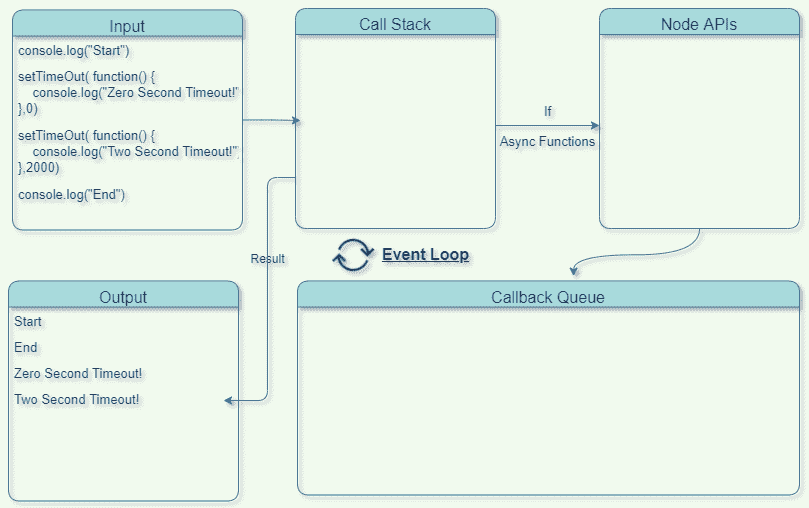 Input
console.log("Start")
setTimeOut( function() {
console.log("Zero Second Timeout!"
},0)
setTimeOut( function() {
console.log("Two Second Timeout!"
},2000)
console.log("End")
Call Stack
If
Async Functions
Node APIs
Result
Event Loop
Output
Start
End
Zero Second Timeout!
Two Second Timeout!
Callback Queue